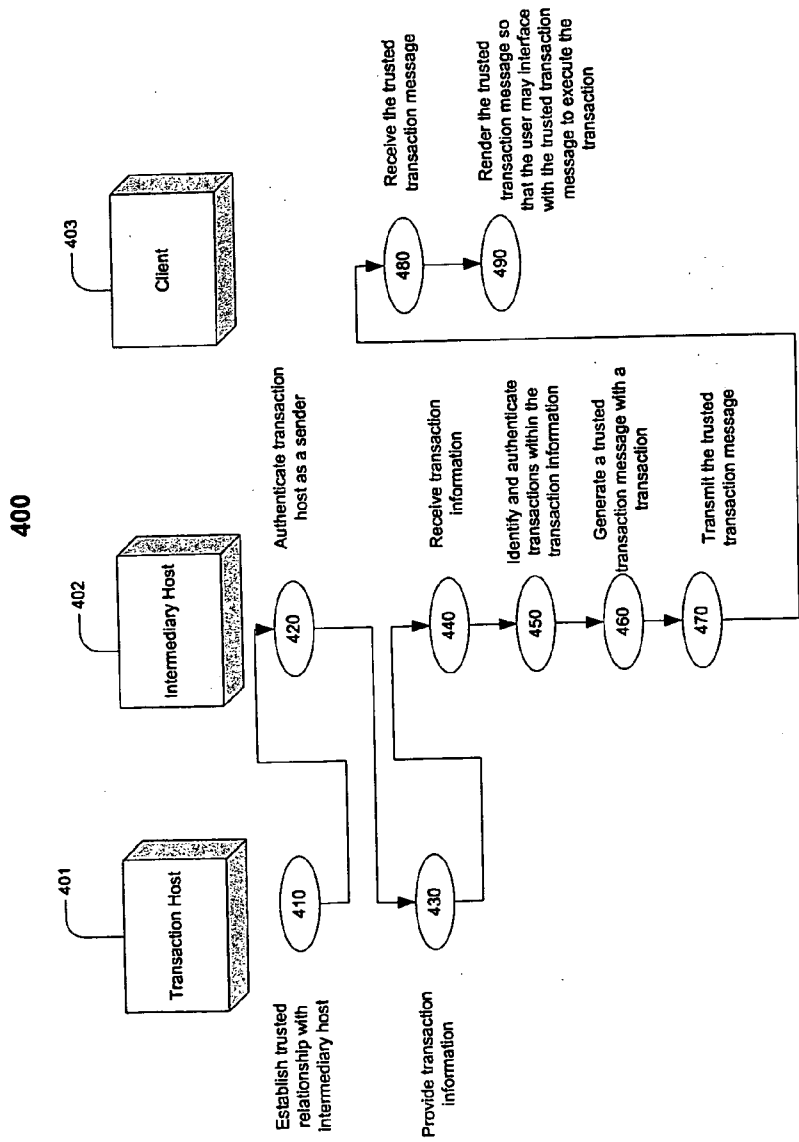 400
401
Transaction Host
402
Intermediary Host
403
Client
Establish trusted
relationship with
intermediary host
410
420
Authenticate transaction
host as a sender
Provide transaction
information
430
440
Receive transaction
information
450
Identify and authenticate
transactions within the
transaction information
460
Generate a trusted
transaction message with a
transaction
470
Transmit the trusted
transaction message
480
Receive the trusted
transaction message
490
Render the trusted
transaction message so
that the user may interface
with the trusted transaction
message to execute the
transaction